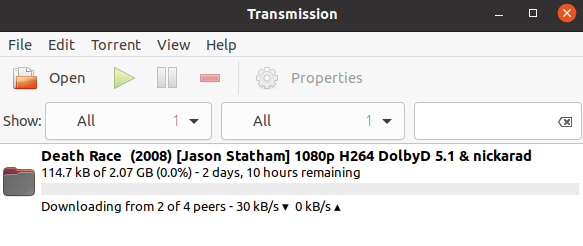 Transmission
File Edit Torrent View Help
Open Properties
Show: All 1 All 1
Death Race  (2008) [Jason Statham] 1080p H264 DolbyD 5.1 & nickarad
114.7 kB of 2.07 GB (0.0%) - 2 days, 10 hours remaining
Downloading from 2 of 4 peers - 30 kB/s ▾ 0 kB/s ▴